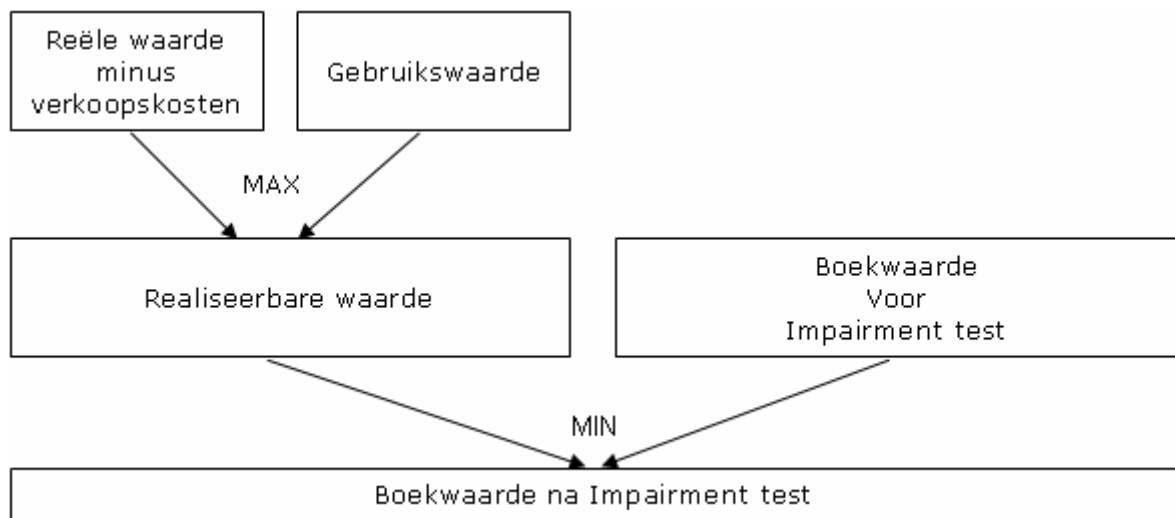 Reële waarde
minus
verkoopskosten
Gebruikswaarde
MAX
Realiseerbare waarde
Boekwaarde
Voor
Impairment test
MIN
Boekwaarde na Impairment test